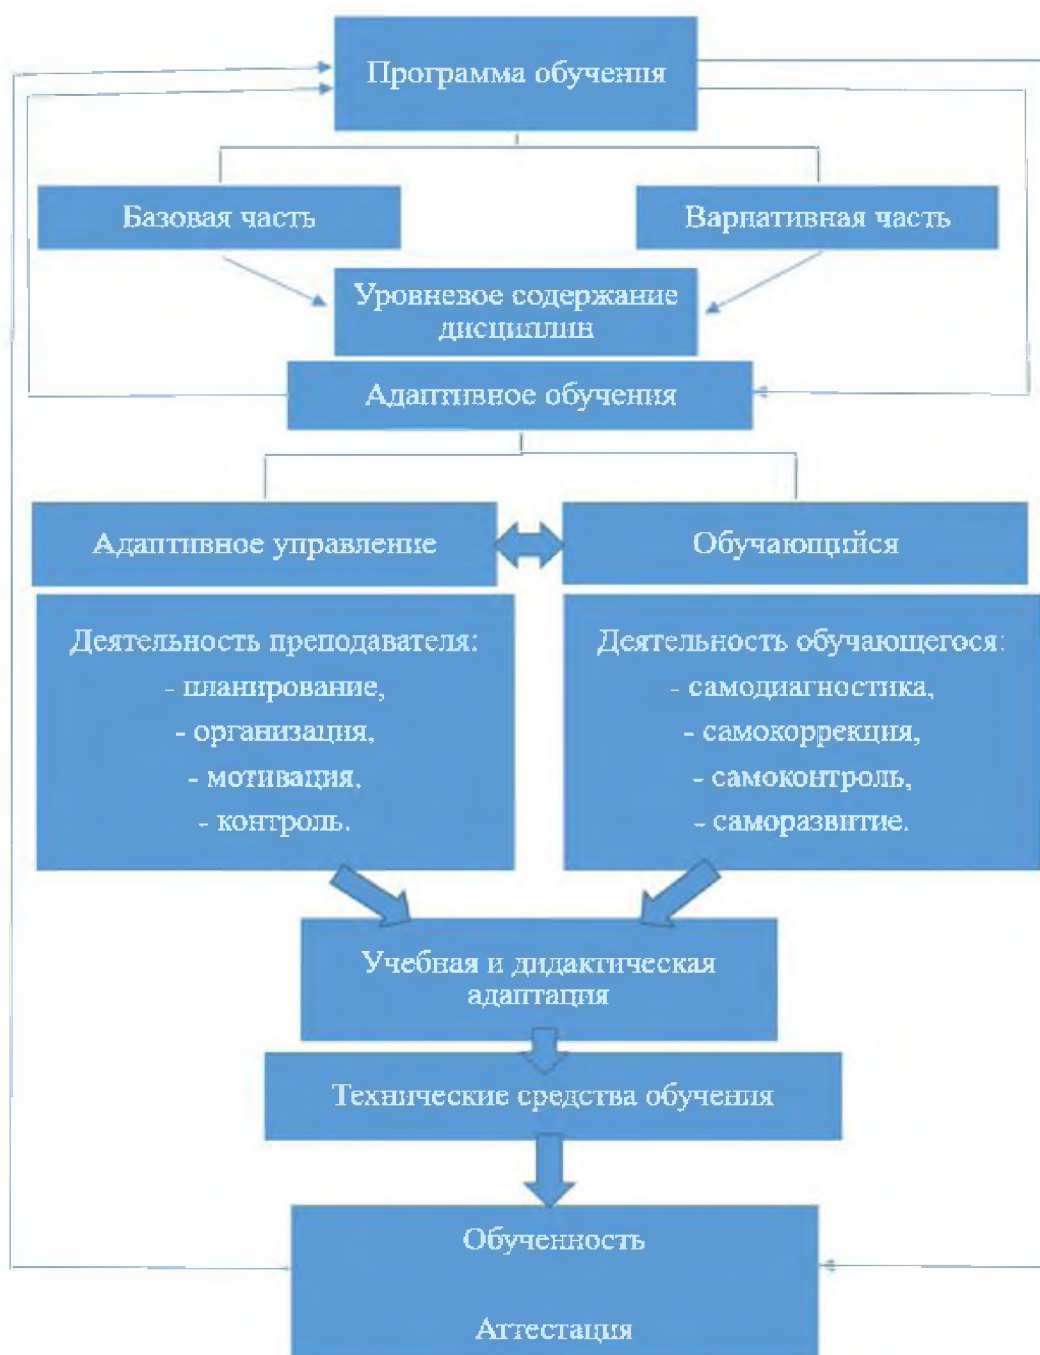 Программа обучения
Базовая часть
Варпативная часть
Уровневое содержание
дисциплин
Адаптивное обучения
Адаптивное управление
Обучающийся
Деятельность преподавателя:
- планирование,
- организация,
- мотивация,
- контроль.
Деятельность обучающегося:
- самодиагностика,
- самокоррекция,
- самоконтроль,
- саморазвитие.
Учебная и дидактическая
адаптация
Технические средства обучения
Обученность
Аттестация